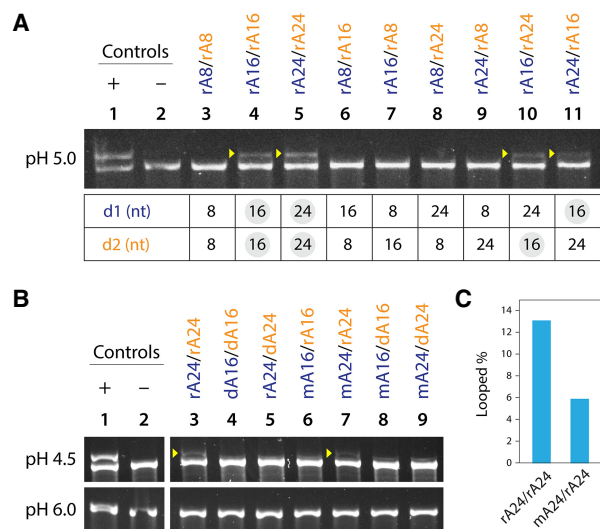 A
Controls
+ –
rA8/rA8 rA16/rA16 rA24/rA24 rA8/rA16 rA16/rA8 rA8/rA24 rA24/rA8 rA16/rA24 rA24/rA16
1 2 3 4 5 6 7 8 9 10 11
pH 5.0
d1 (nt) 8 16 24 16 8 24 8 24 16
d2 (nt) 8 16 24 8 16 8 24 16 24
B
Controls
+ –
rA24/rA24 dA16/dA16 rA24/dA24 mA16/rA16 mA24/rA24 mA16/dA16 mA24/dA24
1 2 3 4 5 6 7 8 9
pH 4.5
pH 6.0
C
Looped %
14
12
10
8
6
4
2
0
rA24/rA24 mA24/rA24